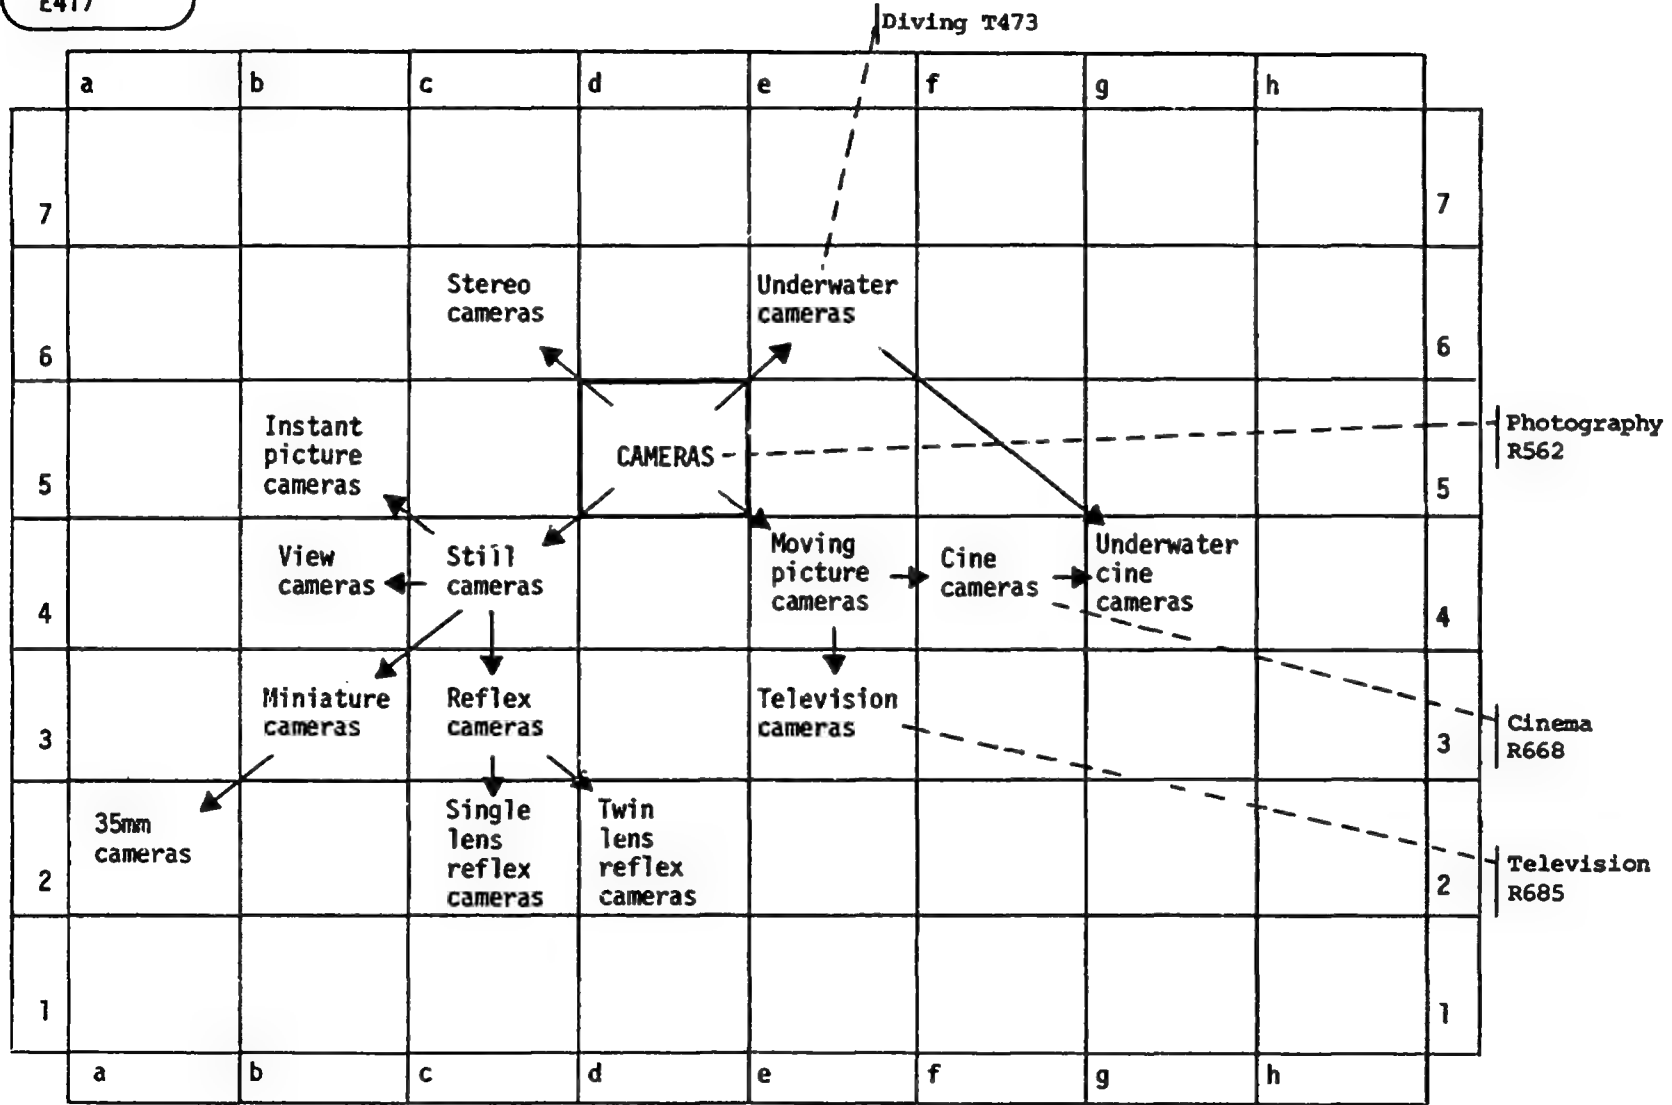 E417
Diving T473
a b c d e f g h
7 7
Stereo
cameras
Underwater
cameras
6 6
Instant
picture
cameras
CAMERAS
Photography
R562
5 5
View
cameras
Still
cameras
Moving
picture
cameras
Cine
cameras
Underwater
cine
cameras
4 4
Miniature
cameras
Reflex
cameras
Television
cameras
Cinema
R668
3 3
35mm
cameras
Single
lens
reflex
cameras
Twin
lens
reflex
cameras
Television
R685
2 2
1 1
a b c d e f g h